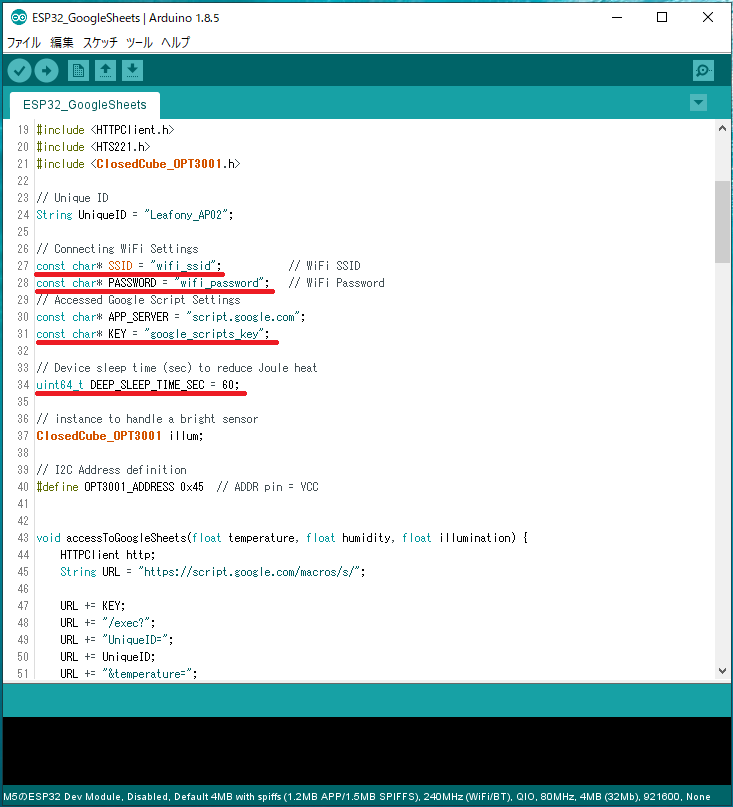 ESP32_GoogleSheets | Arduino 1.8.5
ファイル 編集 スケッチ ツール ヘルプ
ESP32_GoogleSheets
19 #include <HTTPClient.h>
20 #include <HTS221.h>
21 #include <ClosedCube_OPT3001.h>
22
23 // Unique ID
24 String UniqueID = "Leafony_AP02";
25
26 // Connecting WiFi Settings
27 const char* SSID = "wifi_ssid"; // WiFi SSID
28 const char* PASSWORD = "wifi_password"; // WiFi Password
29 // Accessed Google Script Settings
30 const char* APP_SERVER = "script.google.com";
31 const char* KEY = "google_scripts_key";
32
33 // Device sleep time (sec) to reduce Joule heat
34 uint64_t DEEP_SLEEP_TIME_SEC = 60;
35
36 // instance to handle a bright sensor
37 ClosedCube_OPT3001 illum;
38
39 // I2C Address definition
40 #define OPT3001_ADDRESS 0x45 // ADDR pin = VCC
41
42
43 void accessToGoogleSheets(float temperature, float humidity, float illumination) {
44 HTTPClient http;
45 String URL = "https://script.google.com/macros/s/";
46
47 URL += KEY;
48 URL += "/exec?";
49 URL += "UniqueID=";
50 URL += UniqueID;
51 URL += "&temperature=";
M5のESP32 Dev Module, Disabled, Default 4MB with spiffs (1.2MB APP/1.5MB SPIFFS), 240MHz (WiFi/BT), QIO, 80MHz, 4MB (32Mb), 921600, None